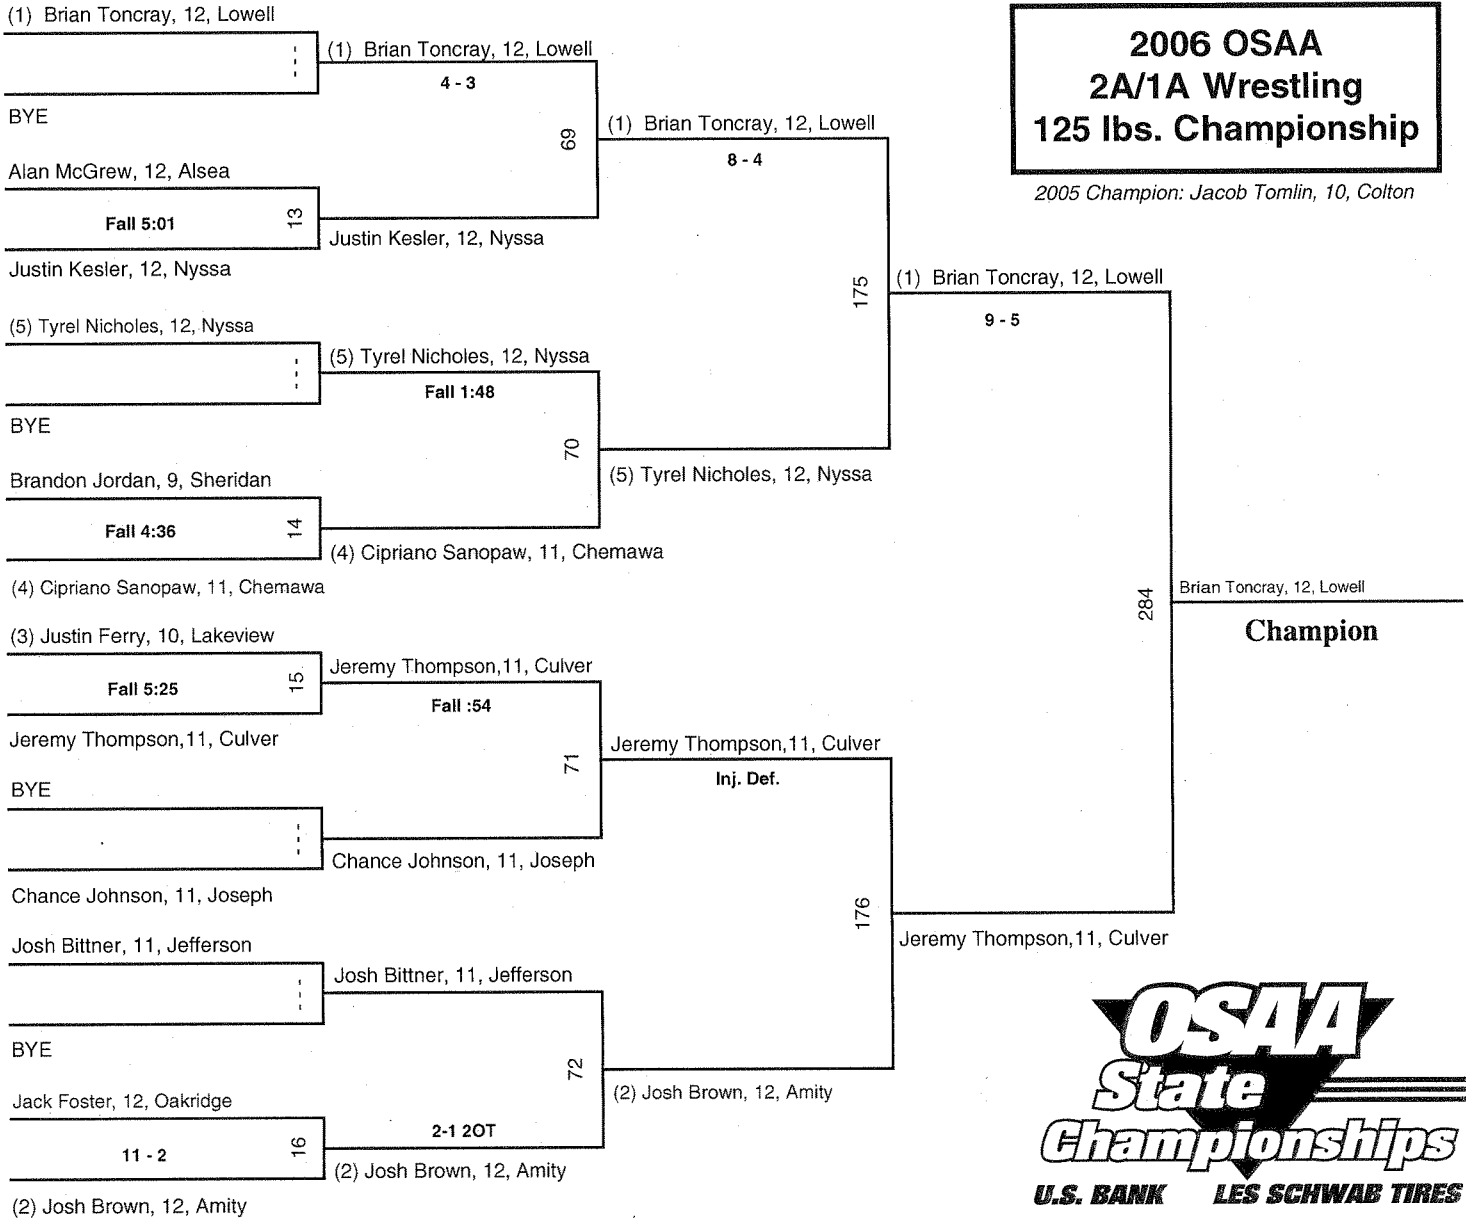 (1) Brian Toncray, 12, Lowell
BYE
Alan McGrew, 12, Alsea
Fall 5:01
13
Justin Kesler, 12, Nyssa
(5) Tyrel Nicholes, 12, Nyssa
BYE
Brandon Jordan, 9, Sheridan
Fall 4:36
14
(4) Cipriano Sanopaw, 11, Chemawa
(3) Justin Ferry, 10, Lakeview
Fall 5:25
15
Jeremy Thompson,11, Culver
BYE
Chance Johnson, 11, Joseph
Josh Bittner, 11, Jefferson
BYE
Jack Foster, 12, Oakridge
11 - 2
16
(2) Josh Brown, 12, Amity
(1) Brian Toncray, 12, Lowell
4 - 3
69
Justin Kesler, 12, Nyssa
(5) Tyrel Nicholes, 12, Nyssa
Fall 1:48
70
(4) Cipriano Sanopaw, 11, Chemawa
Jeremy Thompson,11, Culver
Fall :54
71
Chance Johnson, 11, Joseph
Josh Bittner, 11, Jefferson
72
2-1 2OT
(2) Josh Brown, 12, Amity
(1) Brian Toncray, 12, Lowell
8 - 4
175
(5) Tyrel Nicholes, 12, Nyssa
Jeremy Thompson,11, Culver
Inj. Def.
176
(2) Josh Brown, 12, Amity
(1) Brian Toncray, 12, Lowell
9 - 5
284
Jeremy Thompson,11, Culver
Brian Toncray, 12, Lowell
Champion
2006 OSAA
2A/1A Wrestling
125 lbs. Championship
2005 Champion: Jacob Tomlin, 10, Colton
OSAA
State
Championships
U.S. BANK LES SCHWAB TIRES